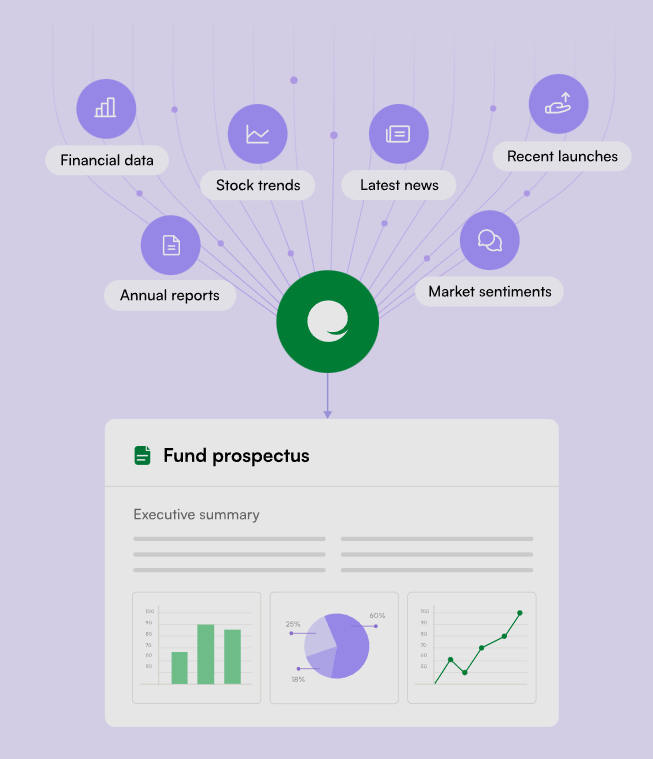 Financial data
Stock trends
Latest news
Recent launches
Annual reports
Market sentiments
Fund prospectus
Executive summary
100
90
80
70
60
50
25%
60%
18%
100
90
80
70
60
50